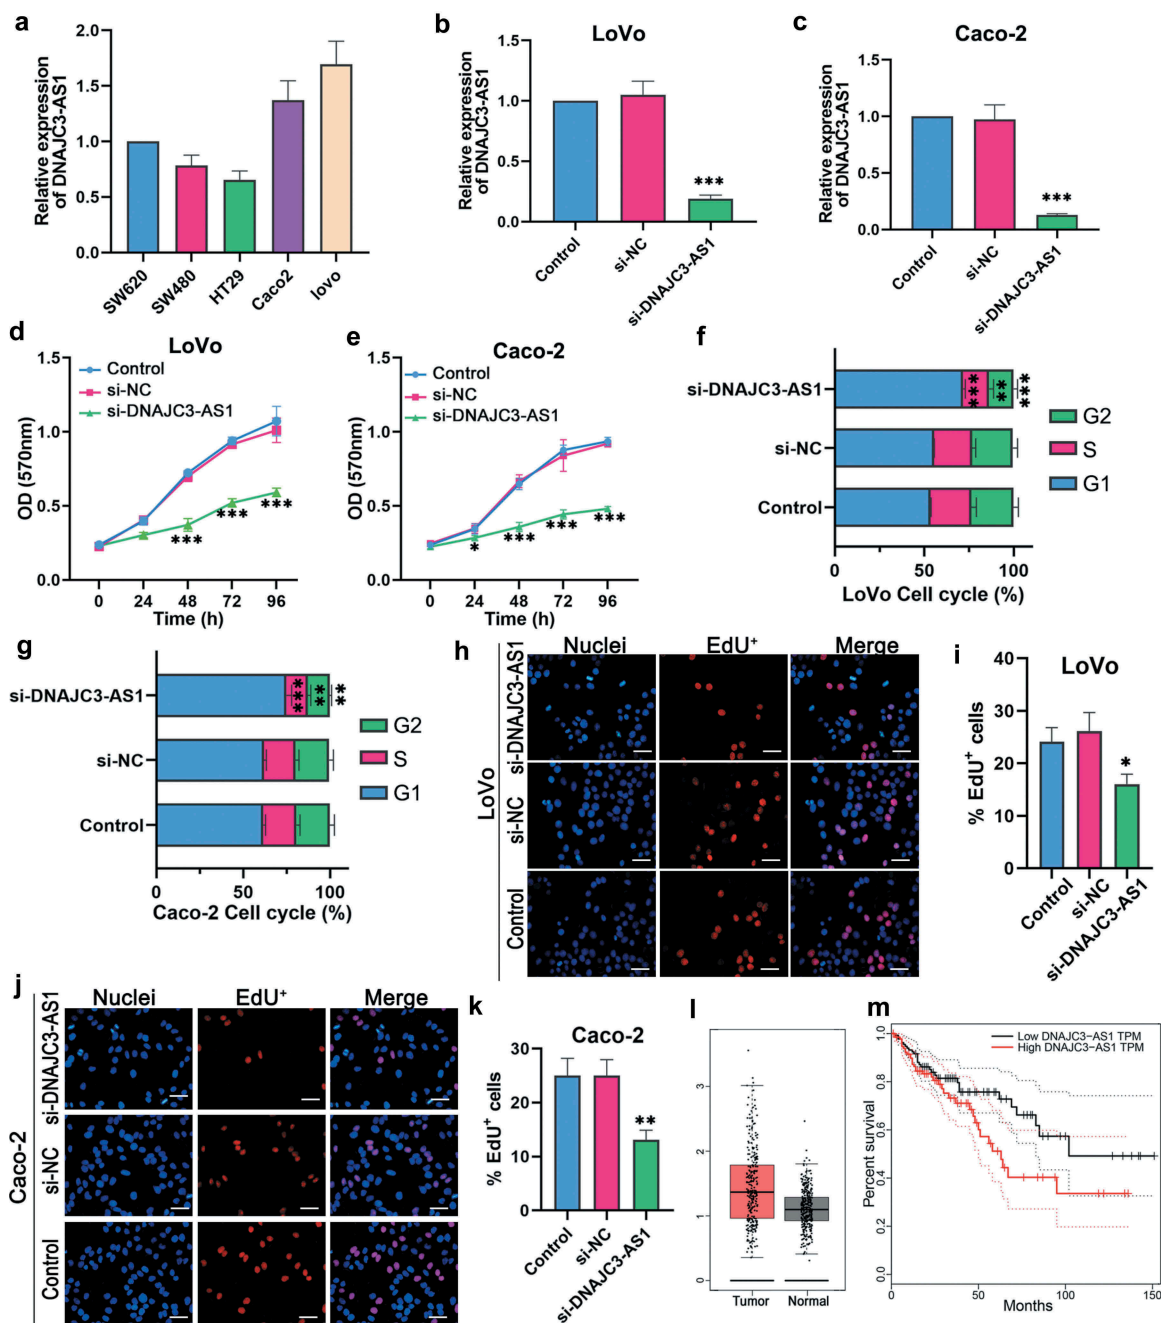 a
Relative expression
of DNAJC3-AS1
2.0
1.5
1.0
0.5
0.0
SW620
SW480
HT29
Caco2
lovo
b
LoVo
Relative expression
of DNAJC3-AS1
1.5
1.0
0.5
0.0
***
Control
si-NC
si-DNAJC3-AS1
c
Caco-2
Relative expression
of DNAJC3-AS1
1.5
1.0
0.5
0.0
***
Control
si-NC
si-DNAJC3-AS1
d
LoVo
Control
si-NC
si-DNAJC3-AS1
OD (570nm)
1.5
1.0
0.5
0.0
***
***
***
0 24 48 72 96
Time (h)
e
Caco-2
Control
si-NC
si-DNAJC3-AS1
OD (570nm)
1.5
1.0
0.5
0.0
*
***
***
***
0 24 48 72 96
Time (h)
f
si-DNAJC3-AS1
si-NC
Control
*** ** ***
G2
S
G1
0 50 100
LoVo Cell cycle (%)
g
si-DNAJC3-AS1
si-NC
Control
*** ** **
G2
S
G1
0 50 100
Caco-2 Cell cycle (%)
h
Nuclei EdU+ Merge
LoVo
si-DNAJC3-AS1
si-NC
Control
i
LoVo
% EdU+ cells
40
30
20
10
0
*
Control
si-NC
si-DNAJC3-AS1
j
Nuclei EdU+ Merge
Caco-2
si-DNAJC3-AS1
si-NC
Control
k
Caco-2
% EdU+ cells
30
25
15
10
5
0
**
Control
si-NC
si-DNAJC3-AS1
l
3
2
1
0
Tumor Normal
m
Low DNAJC3-AS1 TPM
High DNAJC3-AS1 TPM
Percent survival
1.0
0.8
0.6
0.4
0.2
0.0
0 50 100 150
Months